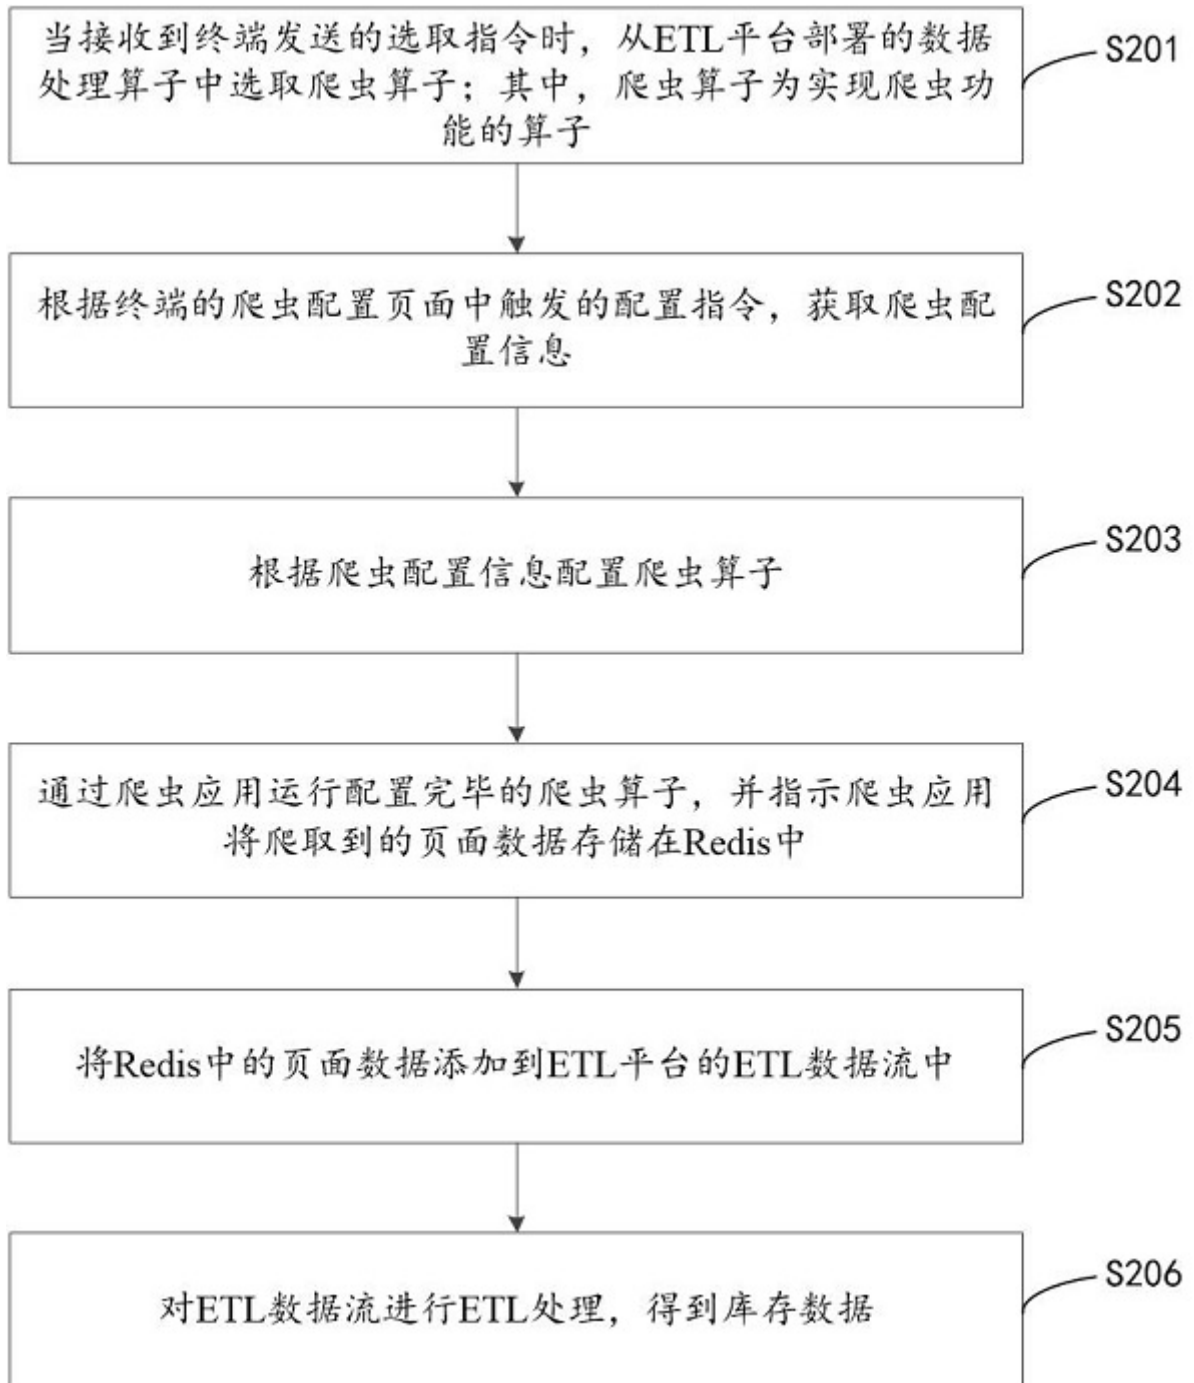 当接收到终端发送的选取指令时，从ETL平台部署的数据
处理算子中选取爬虫算子；其中，爬虫算子为实现爬虫功
能的算子
S201
根据终端的爬虫配置页面中触发的配置指令，获取爬虫配
置信息
S202
根据爬虫配置信息配置爬虫算子
S203
通过爬虫应用运行配置完毕的爬虫算子，并指示爬虫应用
将爬取到的页面数据存储在Redis中
S204
将Redis中的页面数据添加到ETL平台的ETL数据流中
S205
对ETL数据流进行ETL处理，得到库存数据
S206